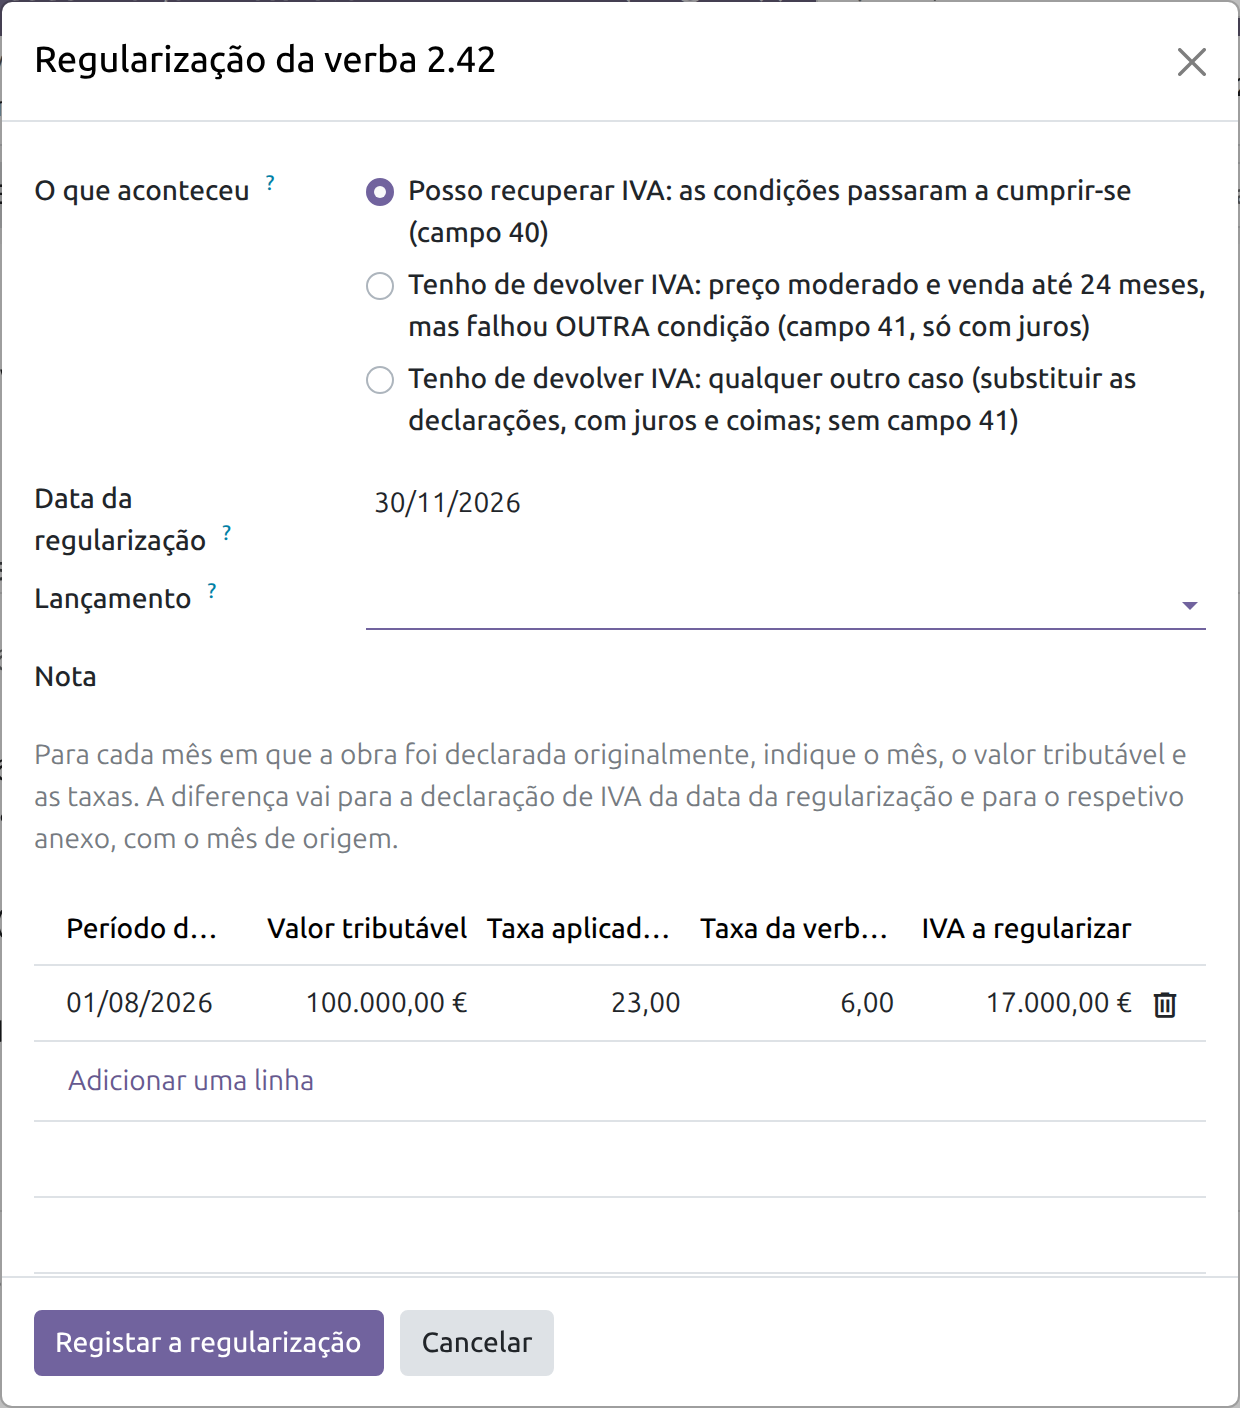 Regularização da verba 2.42
O que aconteceu ?
Posso recuperar IVA: as condições passaram a cumprir-se
(campo 40)
Tenho de devolver IVA: preço moderado e venda até 24 meses,
mas falhou OUTRA condição (campo 41, só com juros)
Tenho de devolver IVA: qualquer outro caso (substituir as
declarações, com juros e coimas; sem campo 41)
Data da
regularização ?
30/11/2026
Lançamento ?
Nota
Para cada mês em que a obra foi declarada originalmente, indique o mês, o valor tributável e
as taxas. A diferença vai para a declaração de IVA da data da regularização e para o respetivo
anexo, com o mês de origem.
Período d... Valor tributável Taxa aplicad... Taxa da verb... IVA a regularizar
01/08/2026 100.000,00 € 23,00 6,00 17.000,00 €
Adicionar uma linha
Registar a regularização Cancelar